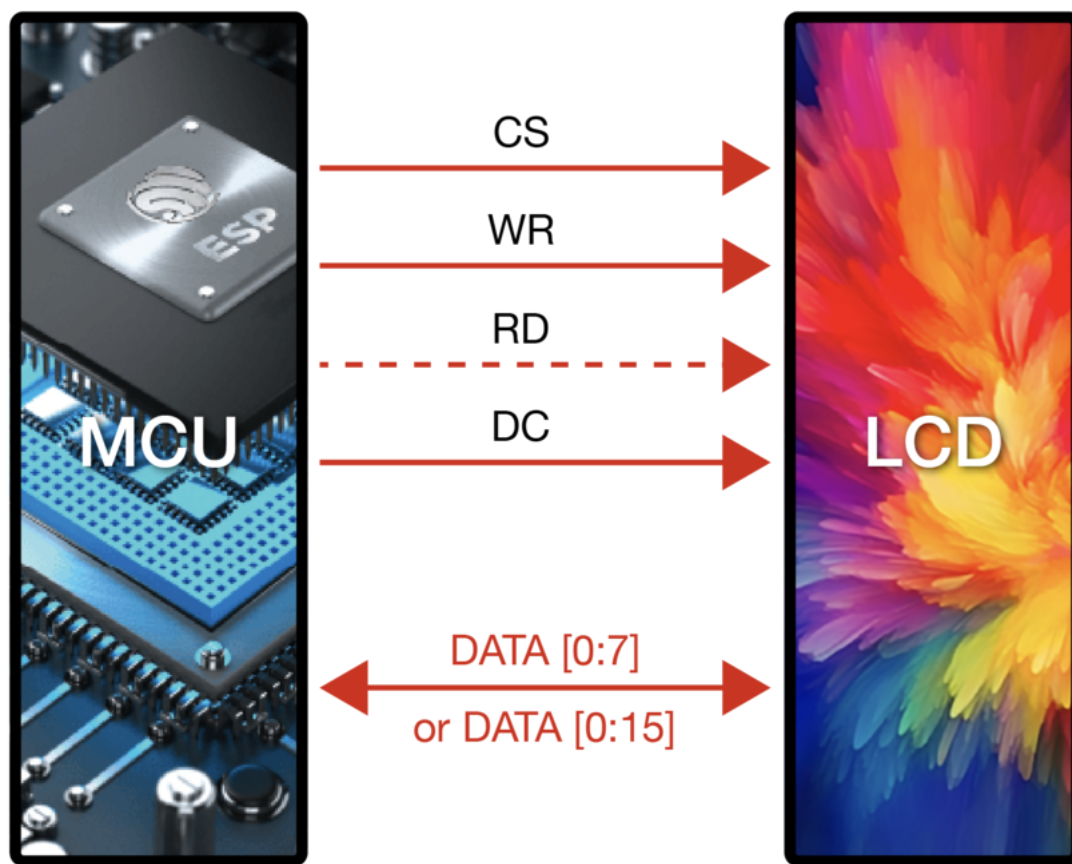 CS
WR
RD
DC
ESP
MCU
LCD
DATA [0:7]
or DATA [0:15]